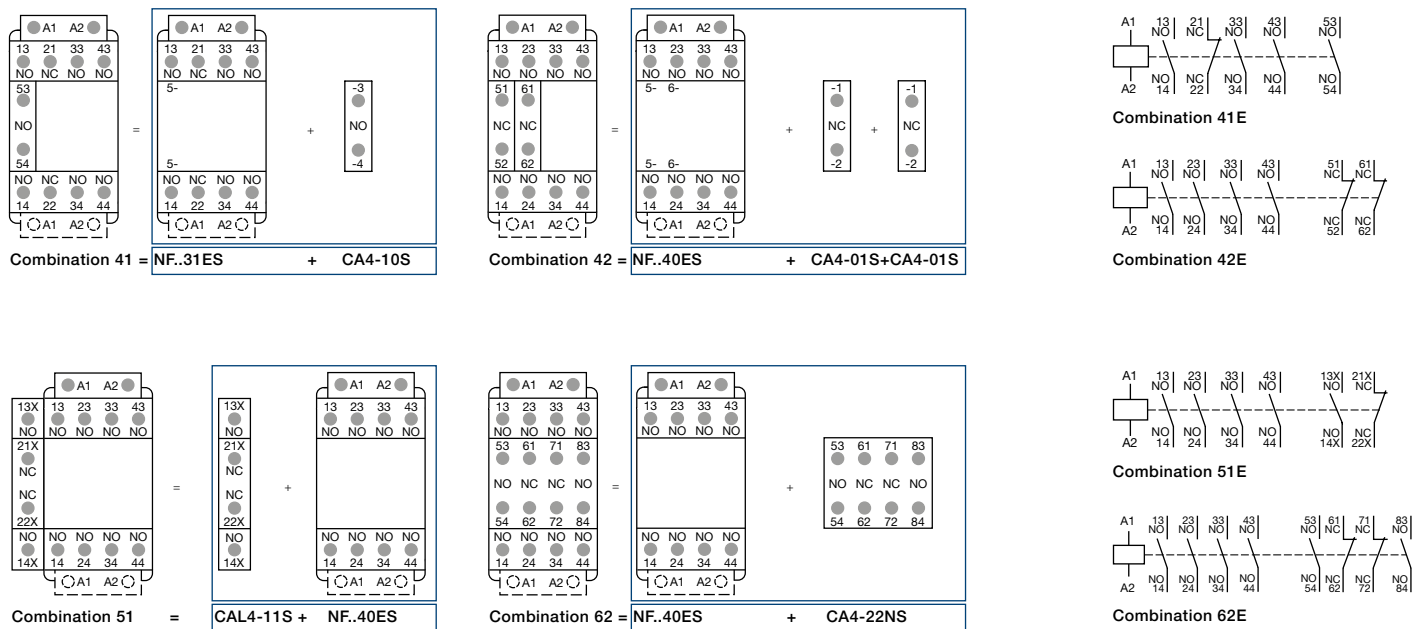 A1 A2
13 21 33 43
NO NC NO NO
53
NO
54
NO NC NO NO
14 22 34 44
A1 A2
=
A1 A2
13 21 33 43
NO NC NO NO
5-
5-
NO NC NO NO
14 22 34 44
A1 A2
+
-3
NO
-4
Combination 41 = NF..31ES + CA4-10S
A1 A2
13 23 33 43
NO NO NO NO
51 61
NC NC
52 62
NO NO NO NO
14 24 34 44
A1 A2
=
A1 A2
13 23 33 43
NO NO NO NO
5- 6-
5- 6-
NO NO NO NO
14 24 34 44
A1 A2
+
-1
NC
-2
+
-1
NC
-2
Combination 42 = NF..40ES + CA4-01S+CA4-01S
A1 13 21 33 43 53
NO NC NO NO NO
NO NC NO NO NO
A2 14 22 34 44 54
Combination 41E
A1 13 23 33 43 51 61
NO NO NO NO NC NC
NO NO NO NO NC NC
A2 14 24 34 44 52 62
Combination 42E
A1 A2
13X 13 23 33 43
NO NO NO NO NO
21X
NC
NC
22X
NO NO NO NO NO
14X 14 24 34 44
A1 A2
=
13X
NO
21X
NC
NC
22X
NO
14X
+
A1 A2
13 23 33 43
NO NO NO NO
NO NO NO NO
14 24 34 44
A1 A2
Combination 51 = CAL4-11S + NF..40ES
A1 A2
13 23 33 43
NO NO NO NO
53 61 71 83
NO NC NC NO
54 62 72 84
NO NO NO NO
14 24 34 44
A1 A2
=
A1 A2
13 23 33 43
NO NO NO NO
NO NO NO NO
14 24 34 44
A1 A2
+
53 61 71 83
NO NC NC NO
54 62 72 84
Combination 62 = NF..40ES + CA4-22NS
A1 13 23 33 43 13X 21X
NO NO NO NO NO NC
NO NO NO NO NO NC
A2 14 24 34 44 14X 22X
Combination 51E
A1 13 23 33 43 53 61 71 83
NO NO NO NO NO NC NC NO
NO NO NO NO NO NC NC NO
A2 14 24 34 44 54 62 72 84
Combination 62E